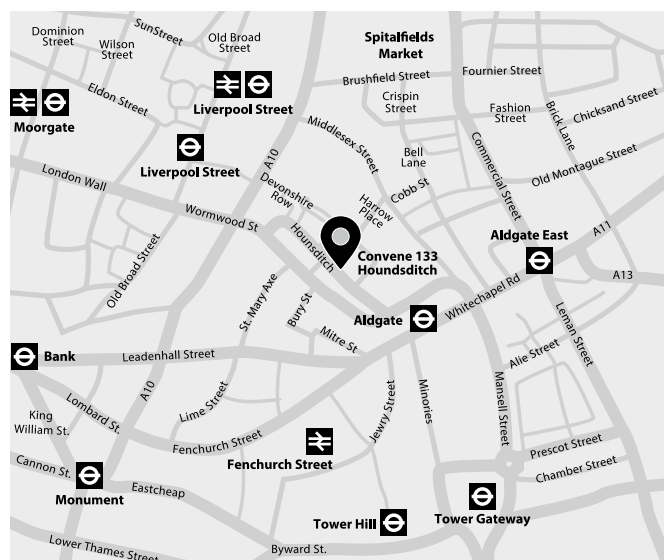 Dominion
Street
SunStreet
Wilson
Street
Old Broad
Street
Spitalfields
Market
Brushfield Street
Fournier Street
Eldon Street
Liverpool Street
Crispin
Street
Fashion
Street
Brick Lane
Chicksand Street
Moorgate
Middlesex Street
Bell
Lane
Commercial Street
Old Montague Street
London Wall
Liverpool Street
A10
Devonshire
Row
Harrow
Place
Cobb St
Wormwood St
Hounsditch
Convene 133
Houndsditch
Aldgate East
A11
A13
Old Broad Street
St. Mary Axe
Bury St
Whitechapel Rd
Aldgate
Mitre St
Leman Street
Alie Street
Bank
Leadenhall Street
A10
Lime Street
Jewry Street
Minories
Mansell Street
King
William St.
Lombard St.
Fenchurch Street
Fenchurch Street
Prescot Street
Chamber Street
Cannon St.
Monument
Eastcheap
Tower Hill
Tower Gateway
Lower Thames Street
Byward St.